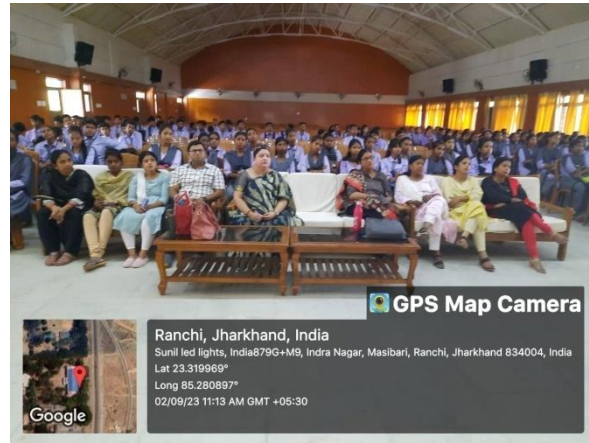 GPS Map Camera
Ranchi, Jharkhand, India
Sunil led lights, India879G+M9, Indra Nagar, Masibari, Ranchi, Jharkhand 834004, India
Lat 23.319969°
Long 85.280897°
02/09/23 11:13 AM GMT +05:30
Google